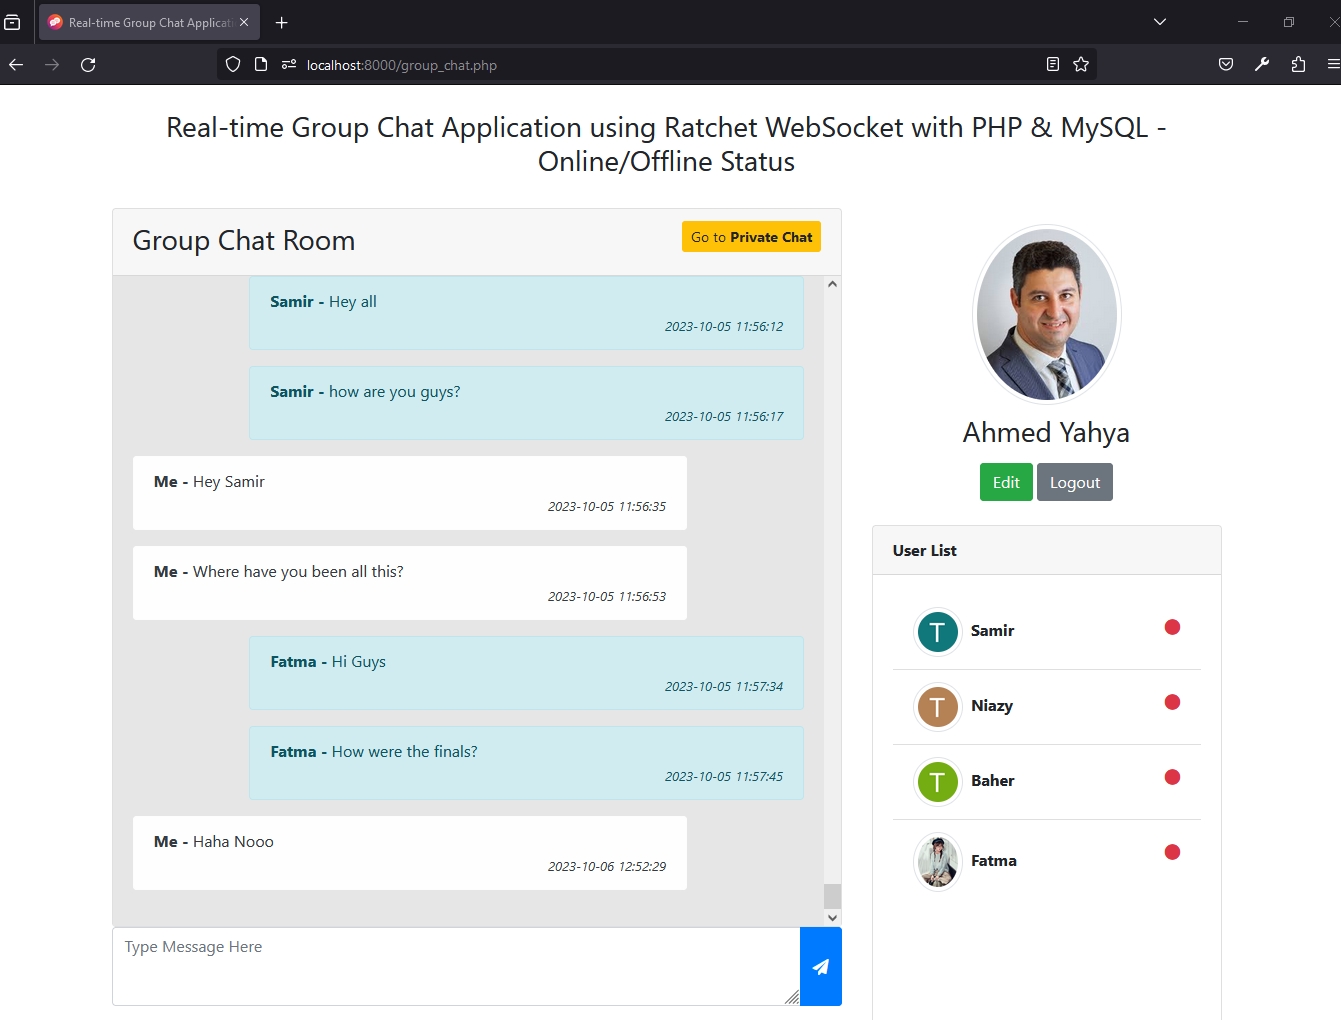 Real-time Group Chat Applicati
localhost:8000/group_chat.php
Real-time Group Chat Application using Ratchet WebSocket with PHP & MySQL -
Online/Offline Status
Group Chat Room
Go to Private Chat
Samir - Hey all
2023-10-05 11:56:12
Samir - how are you guys?
2023-10-05 11:56:17
Me - Hey Samir
2023-10-05 11:56:35
Me - Where have you been all this?
2023-10-05 11:56:53
Fatma - Hi Guys
2023-10-05 11:57:34
Fatma - How were the finals?
2023-10-05 11:57:45
Me - Haha Nooo
2023-10-06 12:52:29
Type Message Here
Ahmed Yahya
Edit
Logout
User List
T
Samir
T
Niazy
T
Baher
Fatma